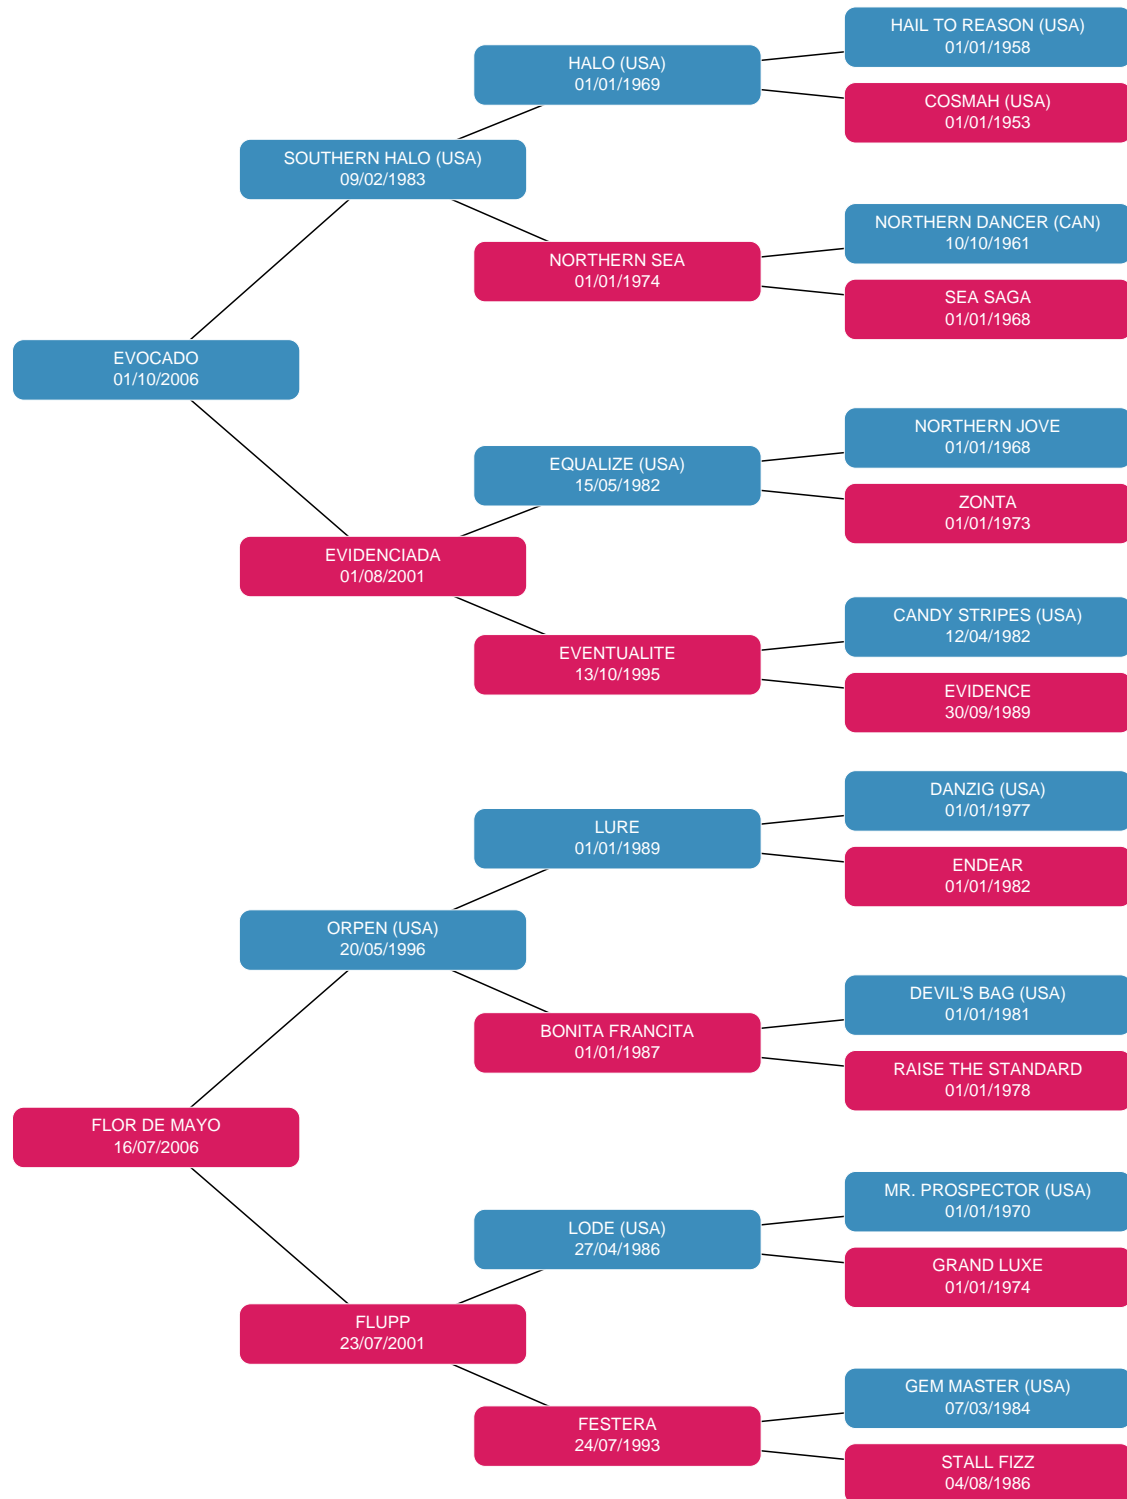 HAIL TO REASON (USA)
01/01/1958
HALO (USA)
01/01/1969
COSMAH (USA)
01/01/1953
SOUTHERN HALO (USA)
09/02/1983
NORTHERN DANCER (CAN)
10/10/1961
NORTHERN SEA
01/01/1974
SEA SAGA
01/01/1968
EVOCADO
01/10/2006
NORTHERN JOVE
01/01/1968
EQUALIZE (USA)
15/05/1982
ZONTA
01/01/1973
EVIDENCIADA
01/08/2001
CANDY STRIPES (USA)
12/04/1982
EVENTUALITE
13/10/1995
EVIDENCE
30/09/1989
DANZIG (USA)
01/01/1977
LURE
01/01/1989
ENDEAR
01/01/1982
ORPEN (USA)
20/05/1996
DEVIL'S BAG (USA)
01/01/1981
BONITA FRANCITA
01/01/1987
RAISE THE STANDARD
01/01/1978
FLOR DE MAYO
16/07/2006
MR. PROSPECTOR (USA)
01/01/1970
LODE (USA)
27/04/1986
GRAND LUXE
01/01/1974
FLUPP
23/07/2001
GEM MASTER (USA)
07/03/1984
FESTERA
24/07/1993
STALL FIZZ
04/08/1986